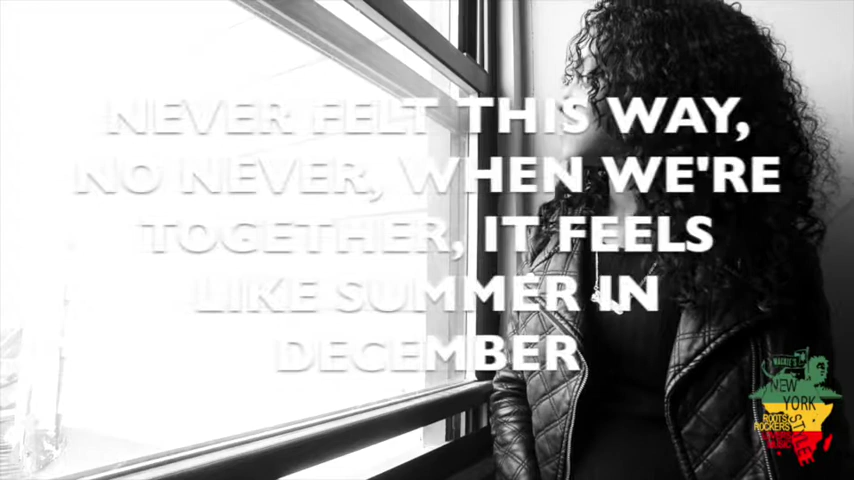 NEVER FELT THIS WAY,
NO NEVER, WHEN WE'RE
TOGETHER, IT FEELS
LIKE SUMMER IN
DECEMBER
WACKIE'S
NEW
YORK
ROOTS
ROCKERS